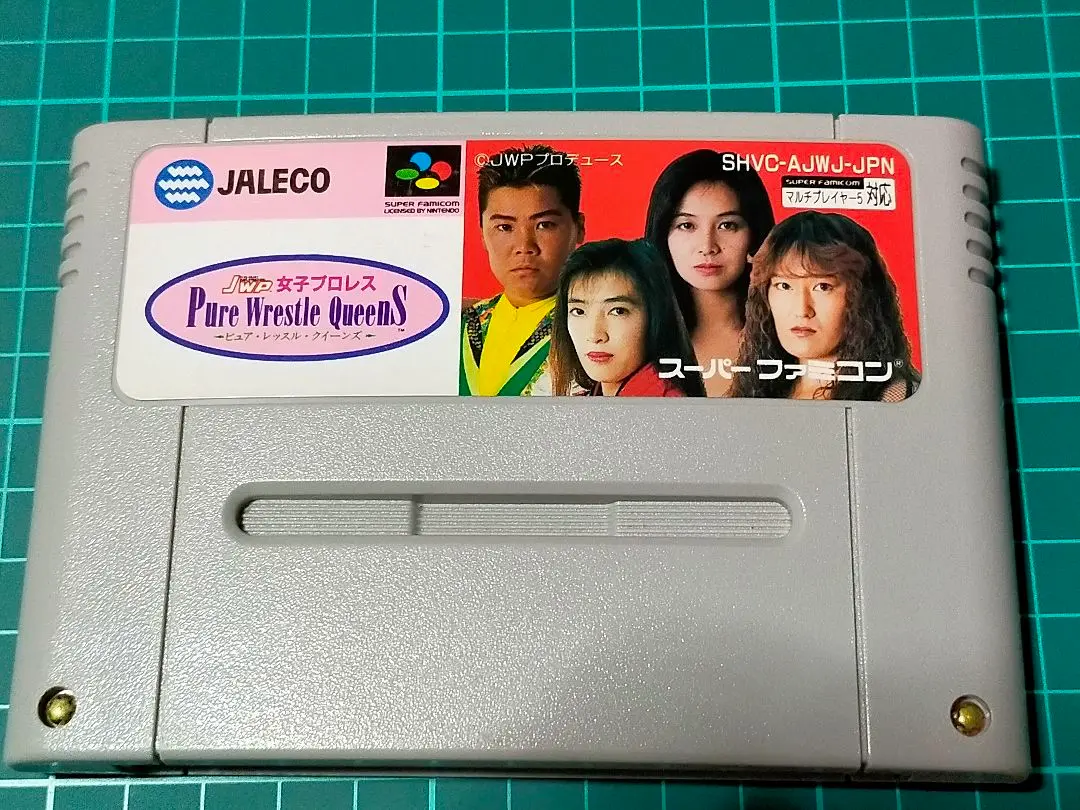 JALECO
SUPER FAMICOM
LICENSED BY NINTENDO
JWP 女子プロレス
Pure Wrestle QueenS™
ピュア・レッスル・クイーンズ
©JWPプロデュース
SHVC-AJWJ-JPN
SUPER FAMICOM
マルチプレイヤー5 対応
スーパーファミコン®